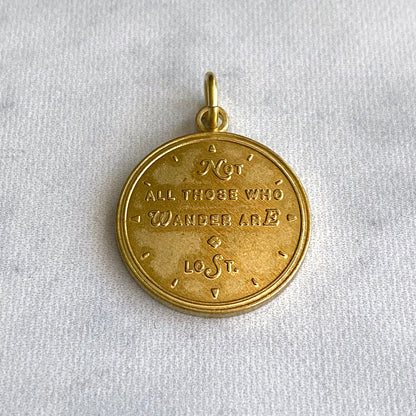 Not
ALL THOSE WHO
WANDER ARE
LOST.